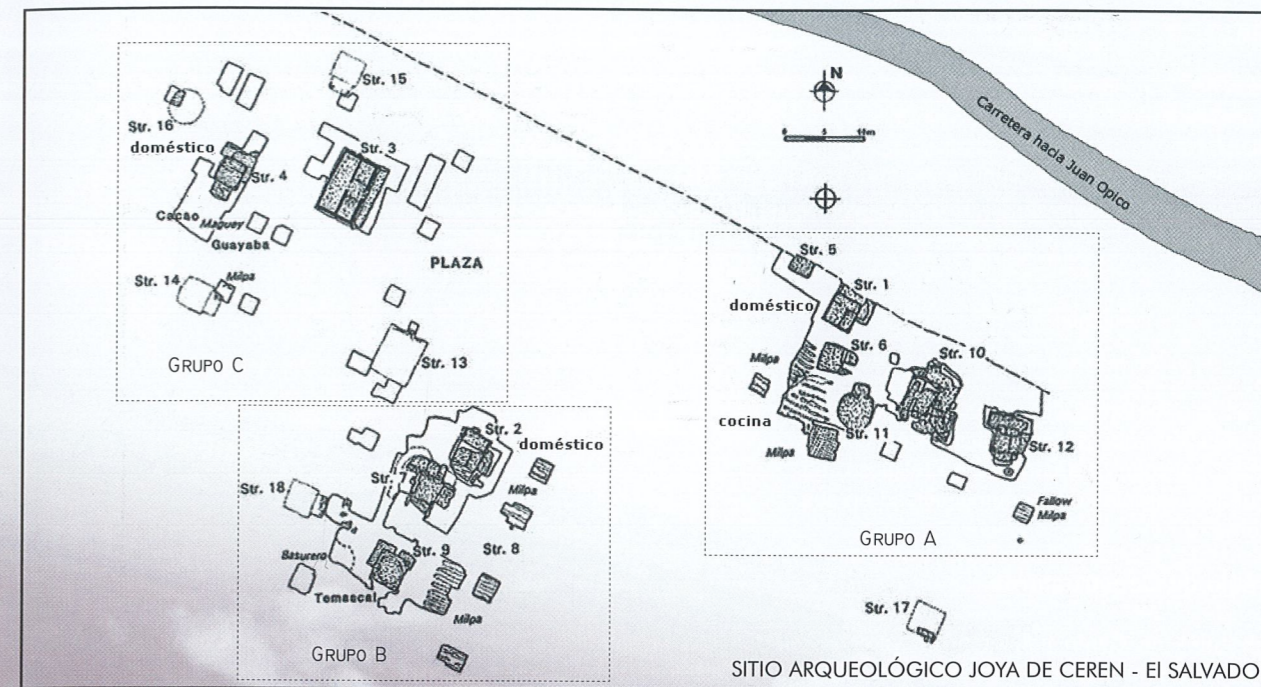 Str. 15
Str. 16
doméstico
Str. 3
Str. 4
Cacao
Maguey
Guayaba
PLAZA
Str. 14
Milpa
Str. 13
GRUPO C
N
0 5 10m
Carretera hacia Juan Opico
Str. 5
Str. 1
doméstico
Str. 6
Str. 10
Milpa
cocina
Str. 11
Str. 12
Milpa
Fallow
Milpa
GRUPO A
Str. 2
doméstico
Str. 7
Milpa
Str. 18
Str. 8
Str. 9
Basurero
Temascal
Milpa
GRUPO B
Str. 17
SITIO ARQUEOLÓGICO JOYA DE CEREN - El SALVADO